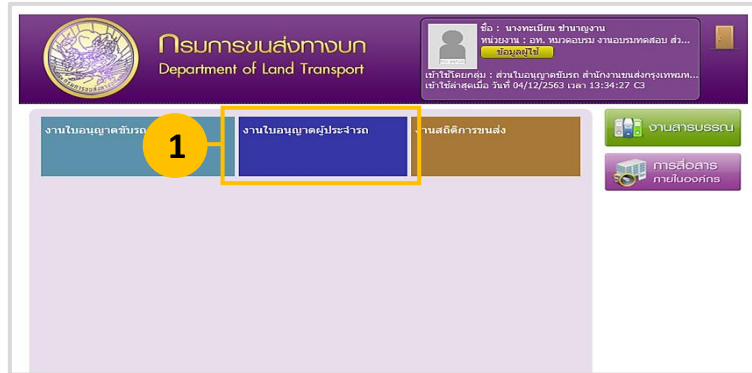 กรมการขนส่งทางบก
Department of Land Transport
ชื่อ : นางทะเบียน ชำนาญงาน
หน่วยงาน : อท. หมวดอบรม งานอบรมทดสอบ ส่ว...
ข้อมูลผู้ใช้
เข้าใช้โดยกลุ่ม : ส่วนใบอนุญาตขับรถ สำนักงานขนส่งกรุงเทพมห...
เข้าใช้ล่าสุดเมื่อ วันที่ 04/12/2563 เวลา 13:34:27 C3
งานใบอนุญาตขับรถ
1
งานใบอนุญาตผู้ประจำรถ
งานสถิติการขนส่ง
งานสารบรรณ
การสื่อสาร
ภายในองค์กร